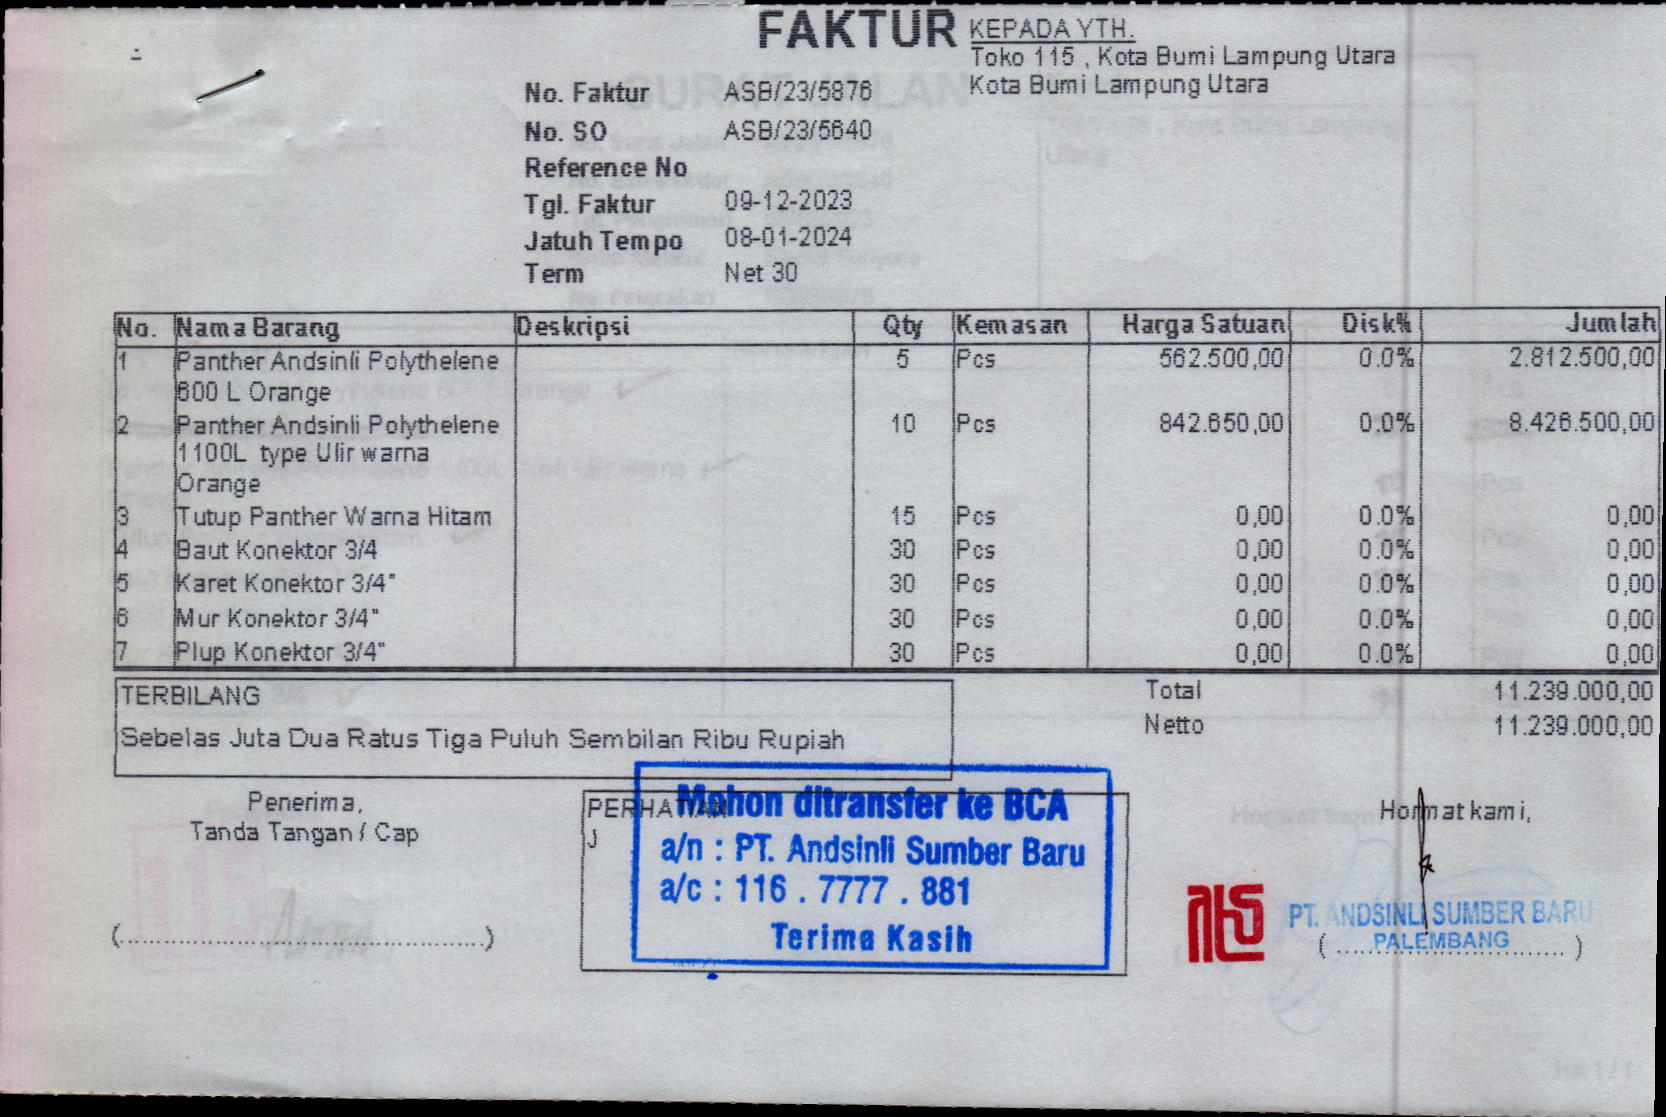 FAKTUR
KEPADA YTH.
Toko 115 , Kota Bumi Lampung Utara
Kota Bumi Lampung Utara
No. Faktur ASB/23/5876
No. SO ASB/23/5640
Reference No
Tgl. Faktur 09-12-2023
Jatuh Tempo 08-01-2024
Term Net 30
No. Nama Barang Deskripsi Qty Kemasan Harga Satuan Disk% Jumlah
1 Panther Andsinli Polythelene 5 Pcs 562.500,00 0.0% 2.812.500,00
600 L Orange
2 Panther Andsinli Polythelene 10 Pcs 842.650,00 0.0% 8.426.500,00
1100L type Ulir warna
Orange
3 Tutup Panther Warna Hitam 15 Pcs 0,00 0.0% 0,00
4 Baut Konektor 3/4 30 Pcs 0,00 0.0% 0,00
5 Karet Konektor 3/4" 30 Pcs 0,00 0.0% 0,00
6 Mur Konektor 3/4" 30 Pcs 0,00 0.0% 0,00
7 Plup Konektor 3/4" 30 Pcs 0,00 0.0% 0,00
TERBILANG
Sebelas Juta Dua Ratus Tiga Puluh Sembilan Ribu Rupiah
Total 11.239.000,00
Netto 11.239.000,00
Penerima,
Tanda Tangan / Cap
(..........................................)
PERHATIAN
J
Mohon ditransfer ke BCA
a/n : PT. Andsinli Sumber Baru
a/c : 116 . 7777 . 881
Terima Kasih
Hormat kami,
PT. ANDSINLI SUMBER BARU
PALEMBANG
(..........................)